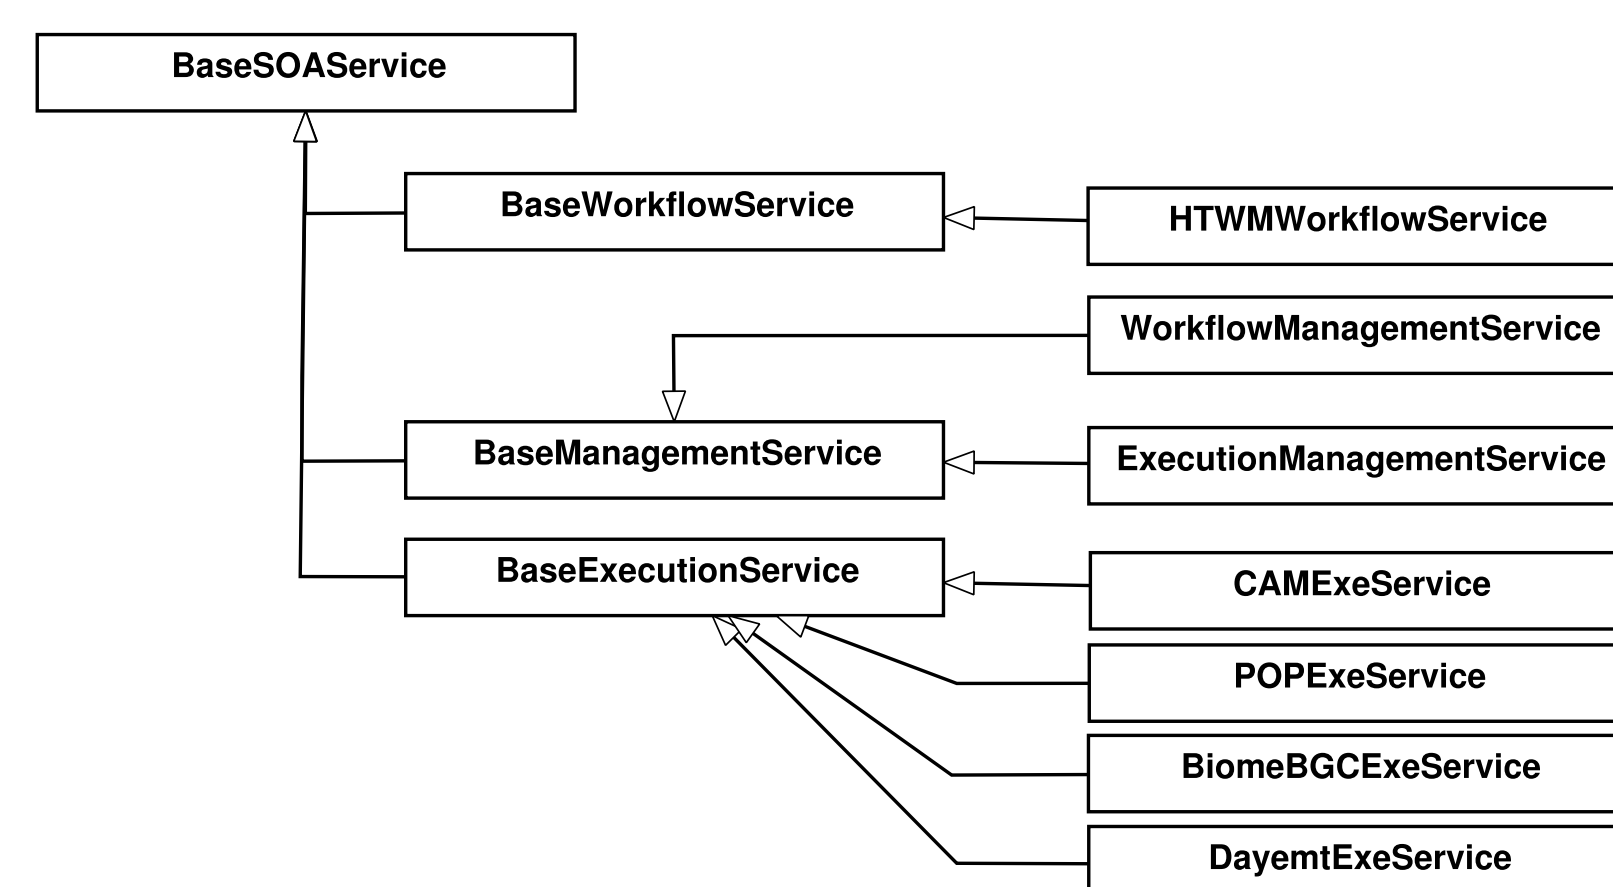 BaseSOAService
BaseWorkflowService
HTWMWorkflowService
WorkflowManagementService
BaseManagementService
ExecutionManagementService
BaseExecutionService
CAMExeService
POPExeService
BiomeBGCExeService
DayemtExeService